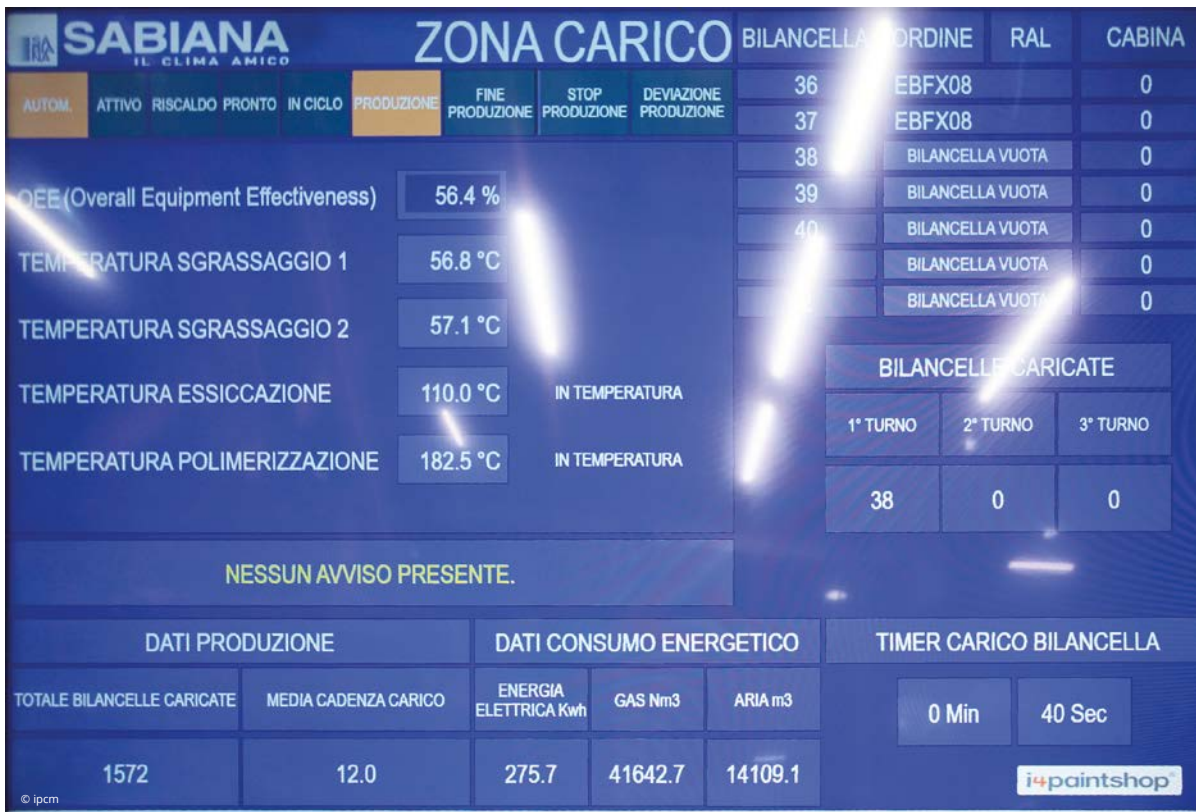 SABIANA
IL CLIMA AMICO
ZONA CARICO
BILANCELLA ORDINE RAL CABINA
AUTOM. ATTIVO RISCALDO PRONTO IN CICLO PRODUZIONE FINE PRODUZIONE STOP PRODUZIONE DEVIAZIONE PRODUZIONE
36 EBFX08 0
37 EBFX08 0
38 BILANCELLA VUOTA 0
39 BILANCELLA VUOTA 0
40 BILANCELLA VUOTA 0
BILANCELLA VUOTA 0
BILANCELLA VUOTA 0
OEE (Overall Equipment Effectiveness) 56.4 %
TEMPERATURA SGRASSAGGIO 1 56.8 °C
TEMPERATURA SGRASSAGGIO 2 57.1 °C
TEMPERATURA ESSICCAZIONE 110.0 °C IN TEMPERATURA
TEMPERATURA POLIMERIZZAZIONE 182.5 °C IN TEMPERATURA
BILANCELLE CARICATE
1° TURNO 2° TURNO 3° TURNO
38 0 0
NESSUN AVVISO PRESENTE.
DATI PRODUZIONE
TOTALE BILANCELLE CARICATE MEDIA CADENZA CARICO
1572 12.0
DATI CONSUMO ENERGETICO
ENERGIA ELETTRICA Kwh GAS Nm3 ARIA m3
275.7 41642.7 14109.1
TIMER CARICO BILANCELLA
0 Min 40 Sec
i4paintshop
© ipcm